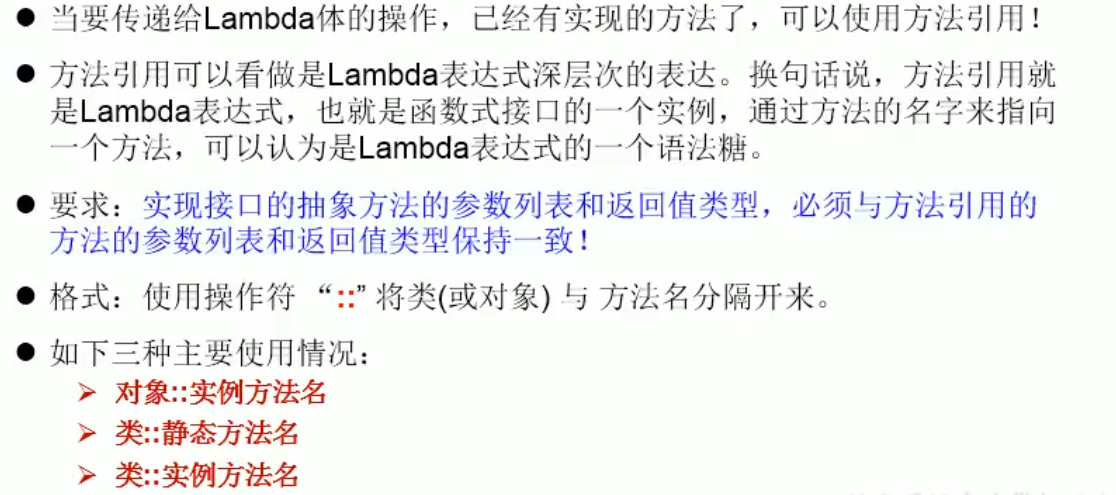 ● 当要传递给Lambda体的操作，已经有实现的方法了，可以使用方法引用！
● 方法引用可以看做是Lambda表达式深层次的表达。换句话说，方法引用就
是Lambda表达式，也就是函数式接口的一个实例，通过方法的名字来指向
一个方法，可以认为是Lambda表达式的一个语法糖。
● 要求：实现接口的抽象方法的参数列表和返回值类型，必须与方法引用的
方法的参数列表和返回值类型保持一致！
● 格式：使用操作符 “::” 将类(或对象) 与 方法名分隔开来。
● 如下三种主要使用情况：
➢ 对象::实例方法名
➢ 类::静态方法名
➢ 类::实例方法名